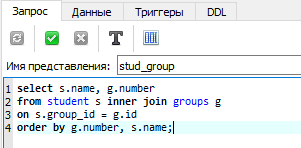 Запрос Данные Триггеры DDL
Имя представления: stud_group
1 select s.name, g.number
2 from student s inner join groups g
3 on s.group_id = g.id
4 order by g.number, s.name;